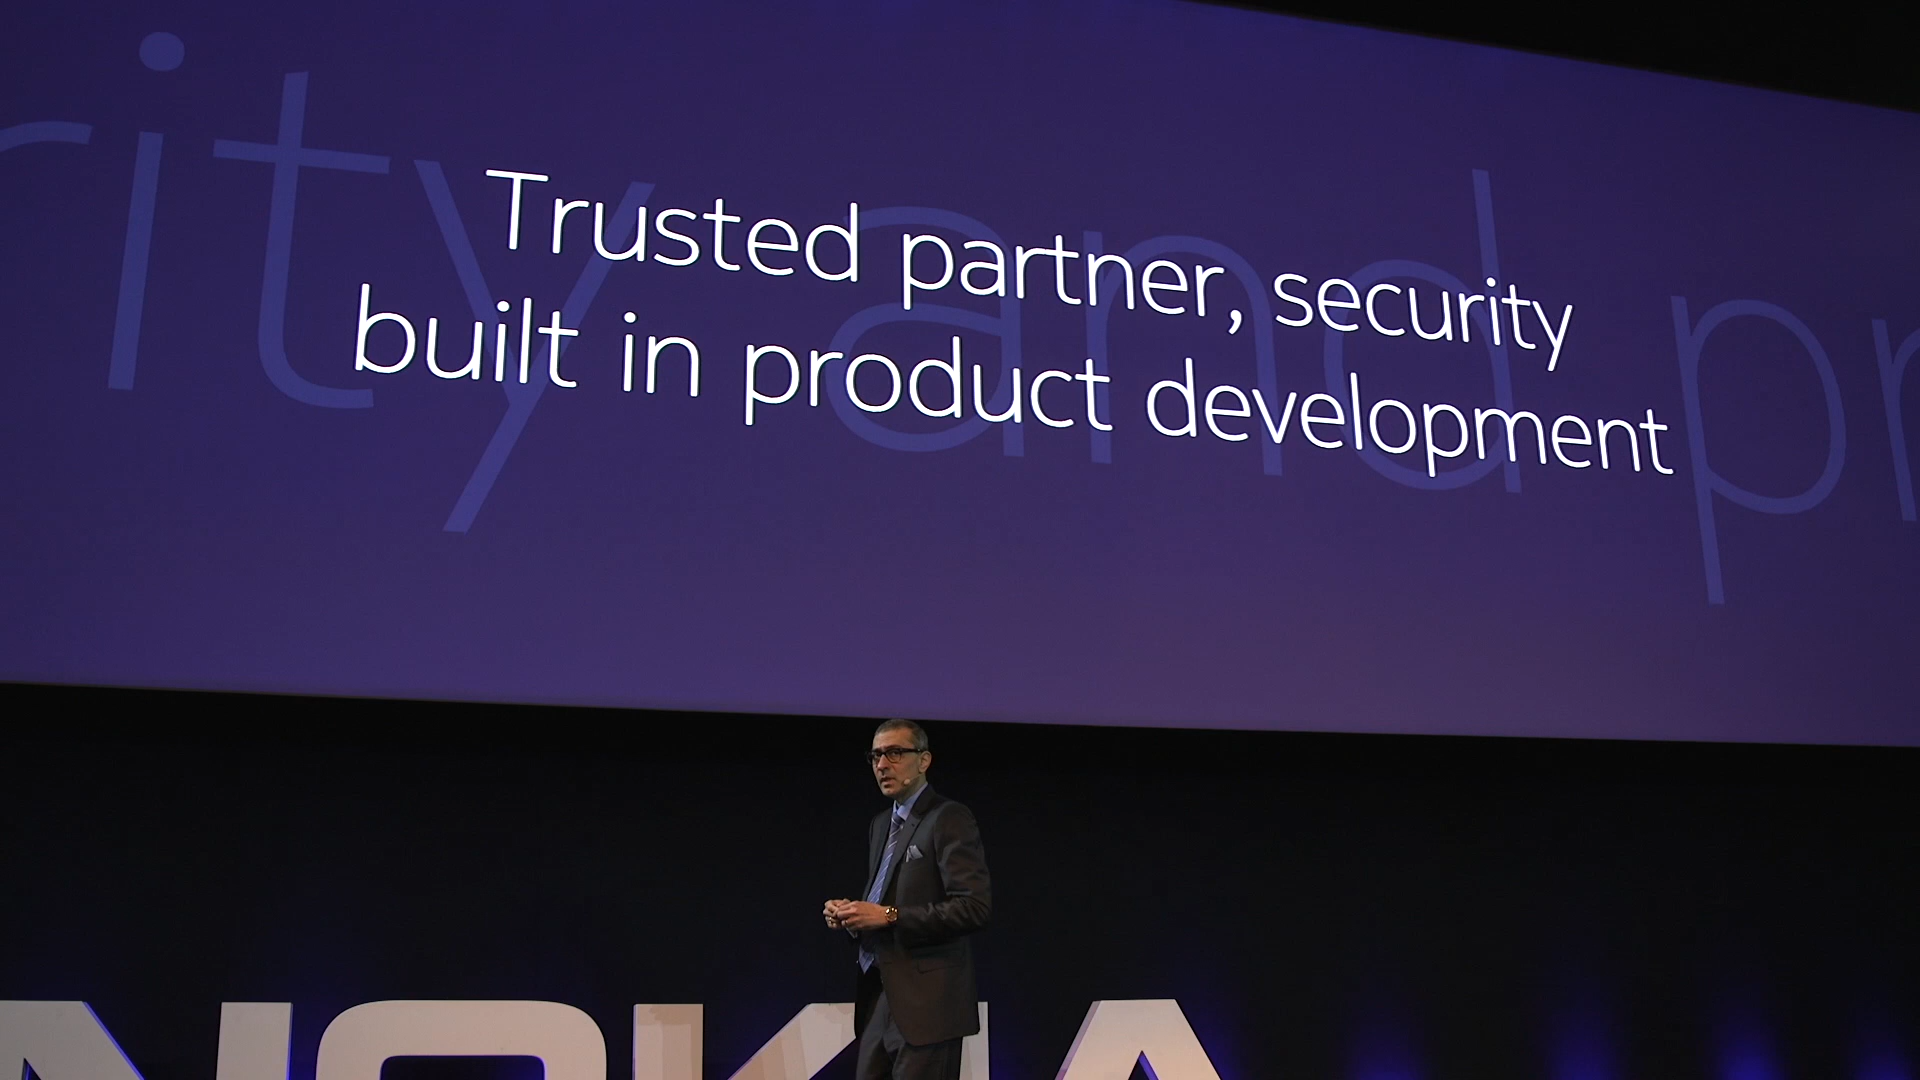 rity and pr
Trusted partner, security
built in product development
NOKIA